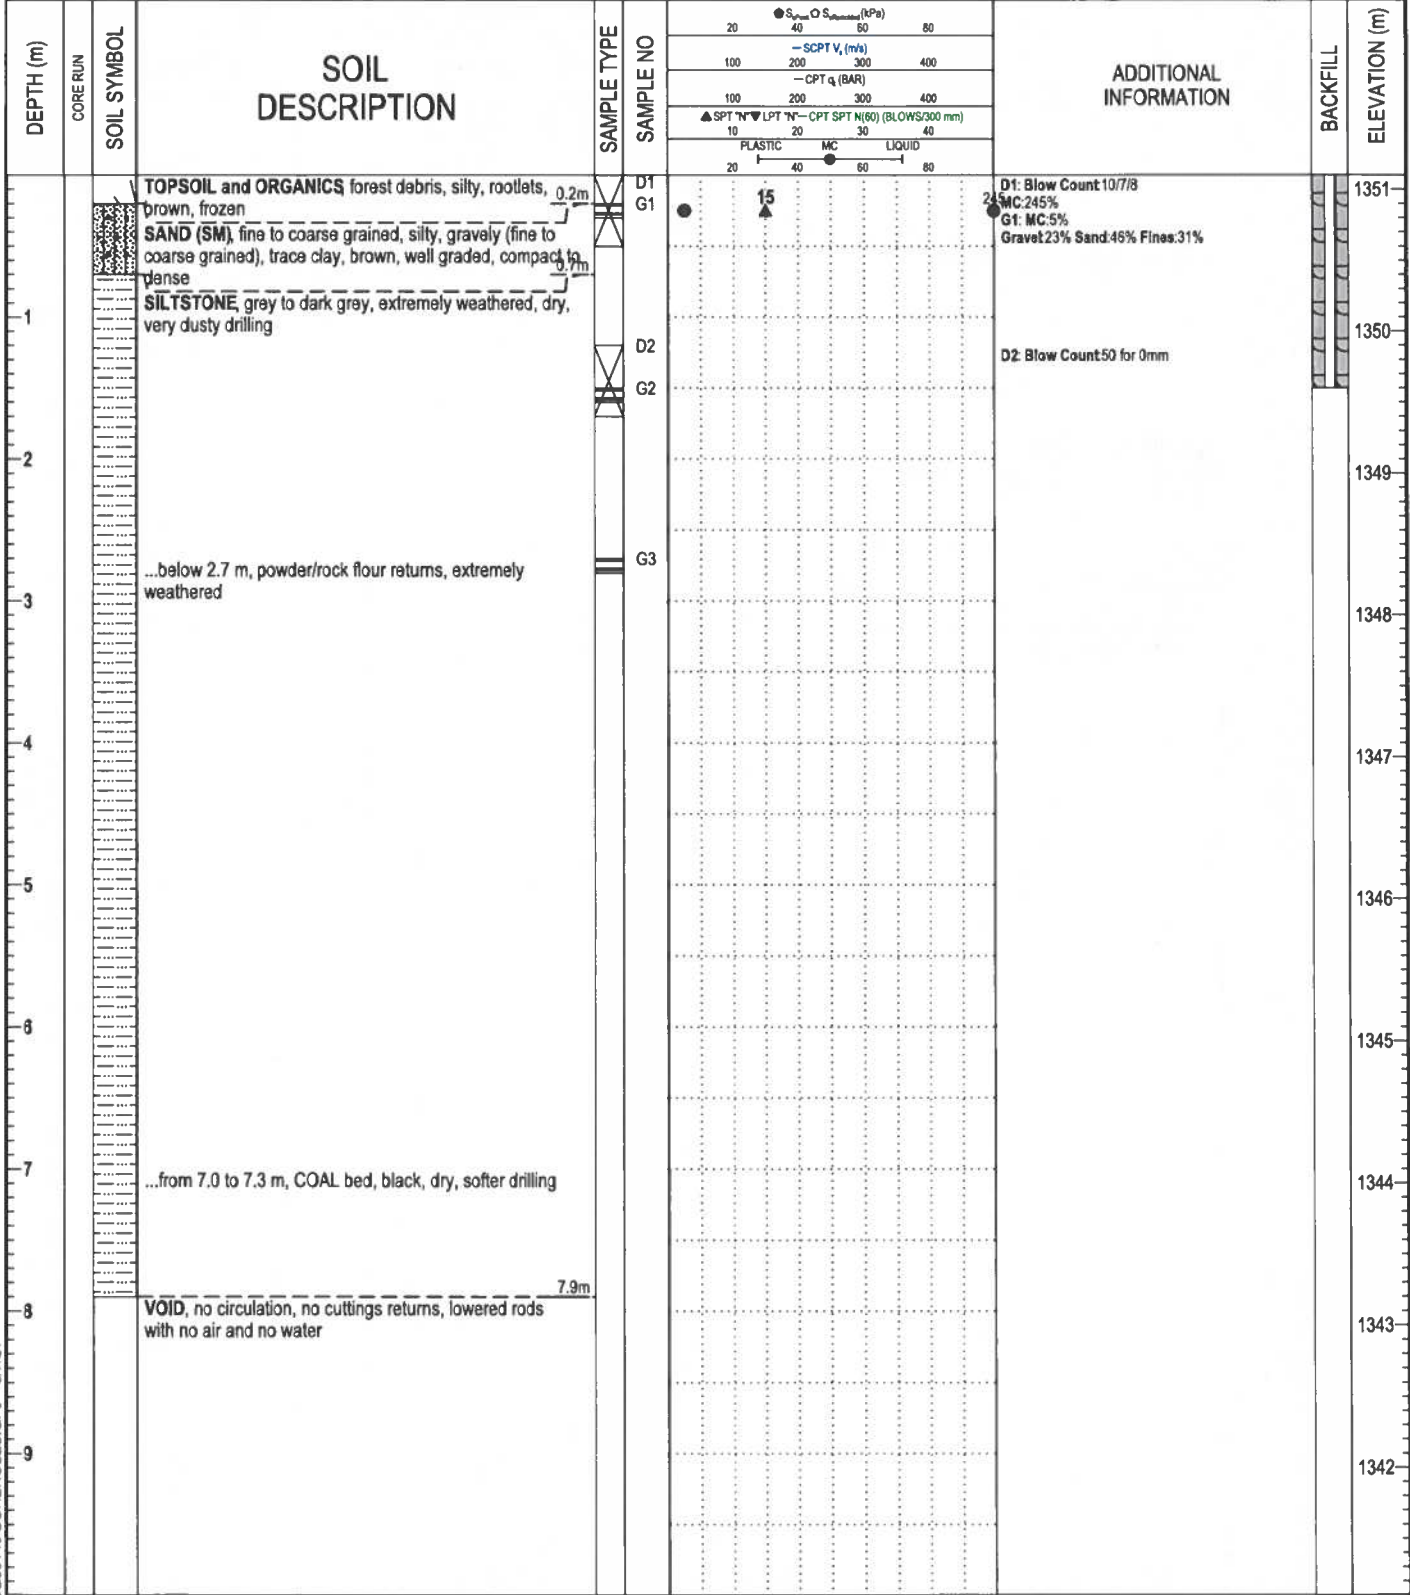 DEPTH (m)
CORE RUN
SOIL SYMBOL
SOIL
DESCRIPTION
SAMPLE TYPE
SAMPLE NO
(kPa)
20 40 60 80
SCPT Vs (m/s)
100 200 300 400
CPT qt (BAR)
100 200 300 400
▲SPT "N"▼LPT "N"—CPT SPT N(60) (BLOWS/300 mm)
10 20 30 40
PLASTIC MC LIQUID
20 40 60 80
ADDITIONAL
INFORMATION
BACKFILL
ELEVATION (m)
TOPSOIL and ORGANICS, forest debris, silty, rootlets, 0.2m
brown, frozen
SAND (SM), fine to coarse grained, silty, gravely (fine to
coarse grained), trace clay, brown, well graded, compact to
dense 0.7m
SILTSTONE, grey to dark grey, extremely weathered, dry,
very dusty drilling
...below 2.7 m, powder/rock flour returns, extremely
weathered
...from 7.0 to 7.3 m, COAL bed, black, dry, softer drilling
7.9m
VOID, no circulation, no cuttings returns, lowered rods
with no air and no water
1
2
3
4
5
6
7
8
9
D1
G1
D2
G2
G3
15
245
D1: Blow Count:10/7/8
MC:245%
G1: MC:5%
Gravel:23% Sand:46% Fines:31%
D2: Blow Count:50 for 0mm
1351
1350
1349
1348
1347
1346
1345
1344
1343
1342